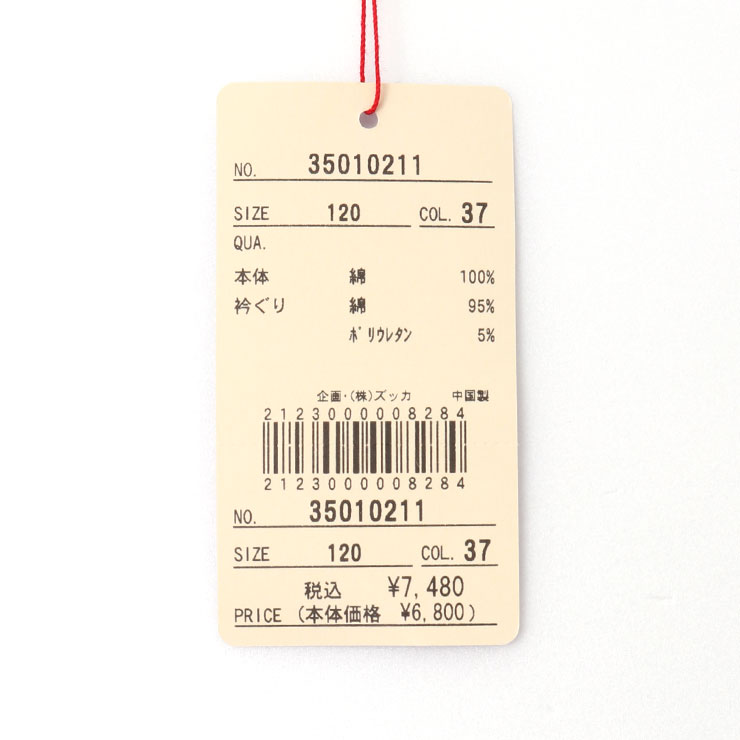 NO. 35010211
SIZE 120 COL. 37
QUA.
本体 綿 100%
衿ぐり 綿 95%
ﾎﾟﾘｳﾚﾀﾝ 5%
企画・(株)ズッカ 中国製
2123000008284
2123000008284
NO. 35010211
SIZE 120 COL. 37
税込 ¥7,480
PRICE (本体価格 ¥6,800)